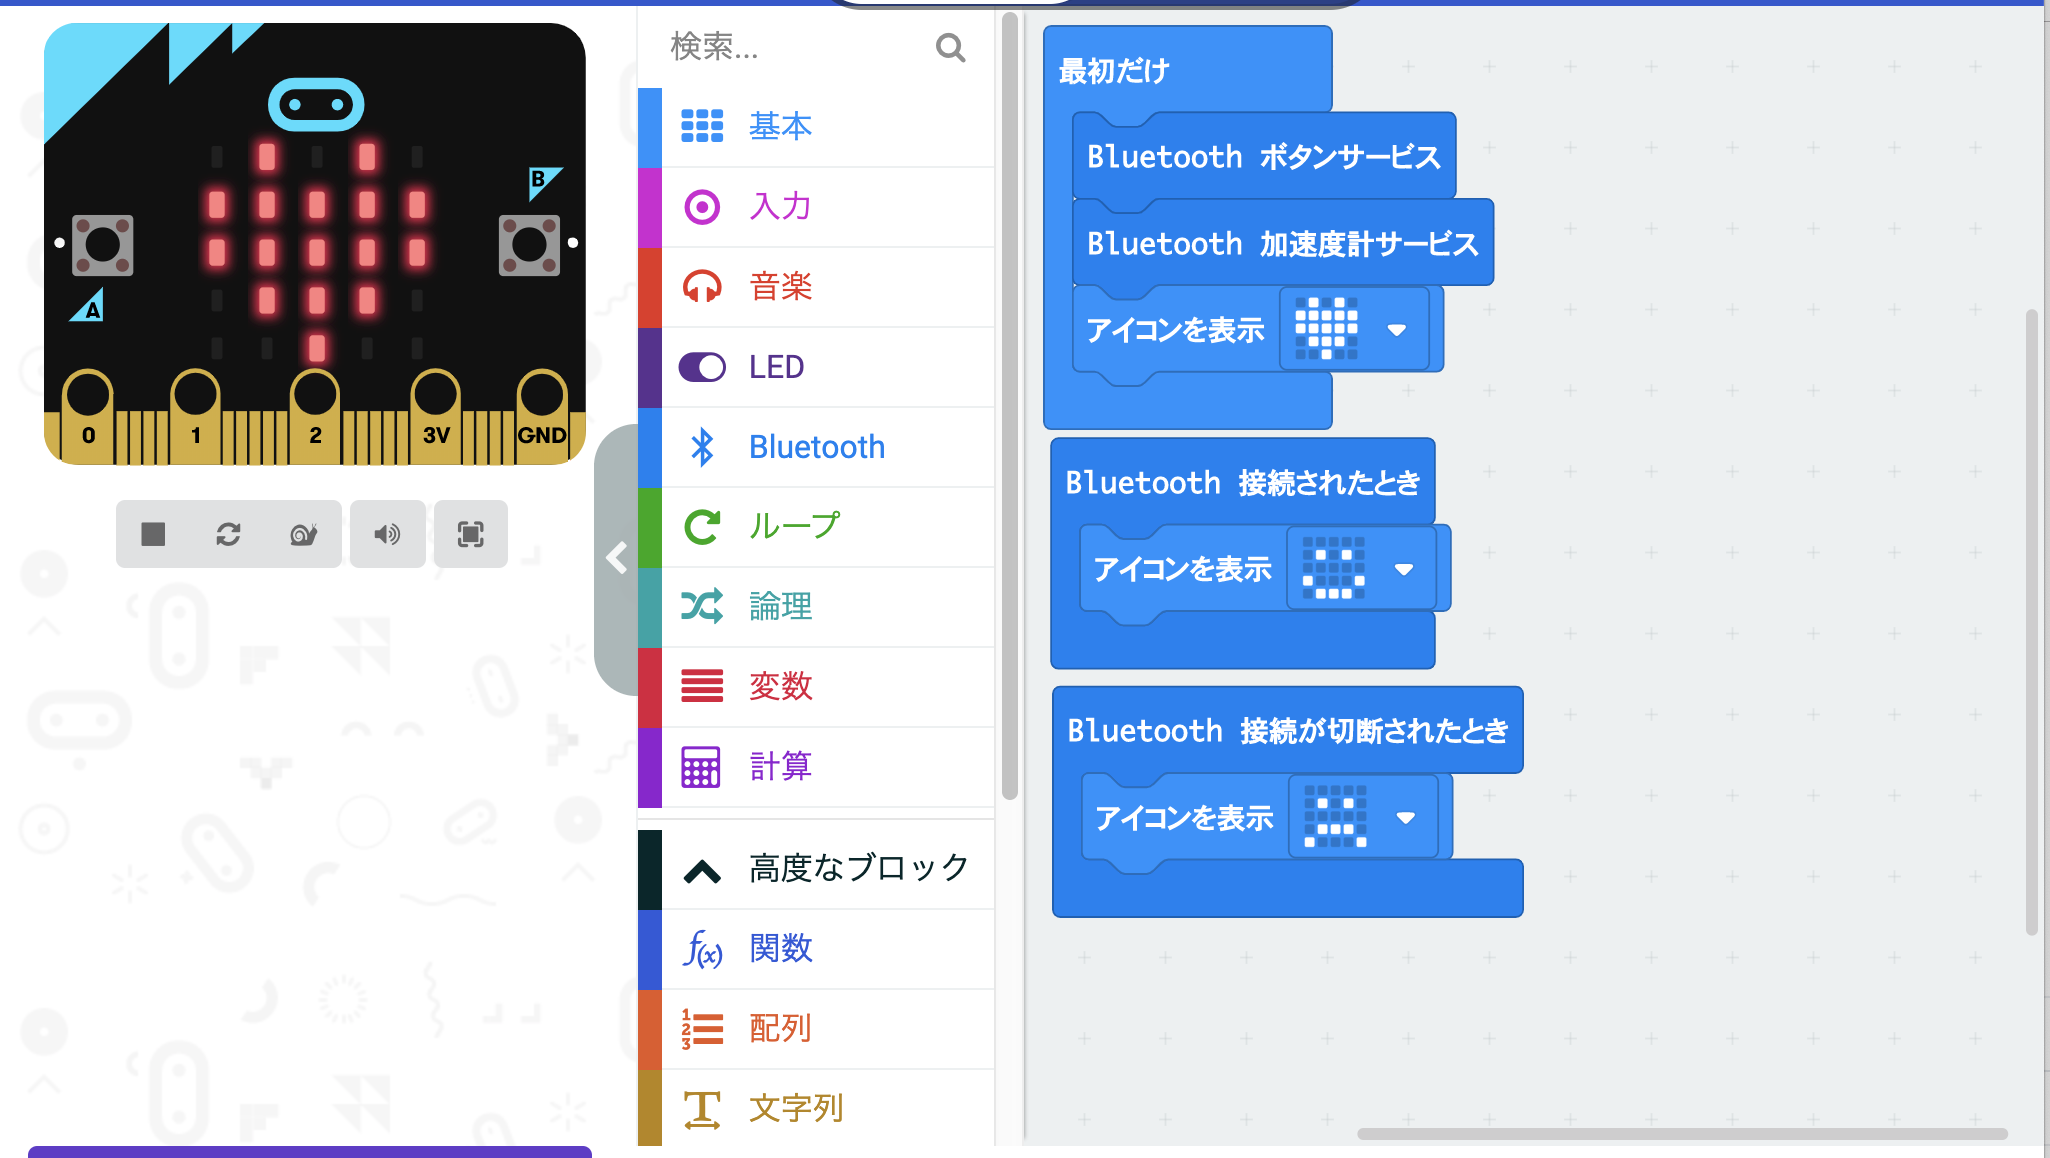 B
A
0
1
2
3V
GND
検索...
基本
入力
音楽
LED
Bluetooth
ループ
論理
変数
計算
高度なブロック
関数
配列
文字列
最初だけ
Bluetooth ボタンサービス
Bluetooth 加速度計サービス
アイコンを表示
Bluetooth 接続されたとき
アイコンを表示
Bluetooth 接続が切断されたとき
アイコンを表示